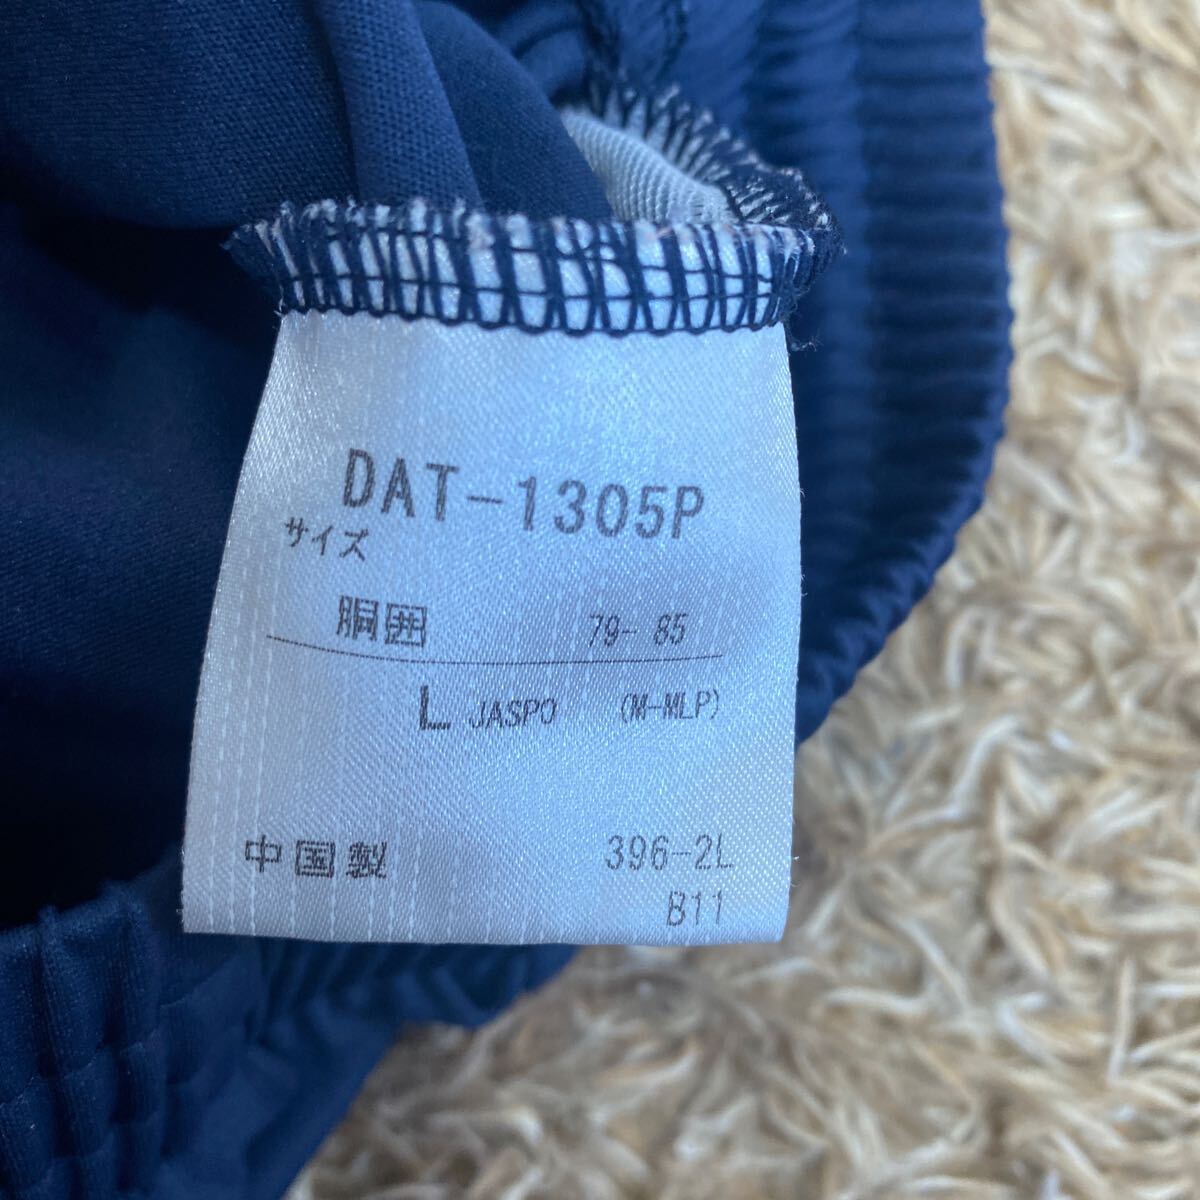 DAT-1305P
サイズ
胴囲 79- 85
L JASPO (M-MLP)
中国製 396-2L
B11